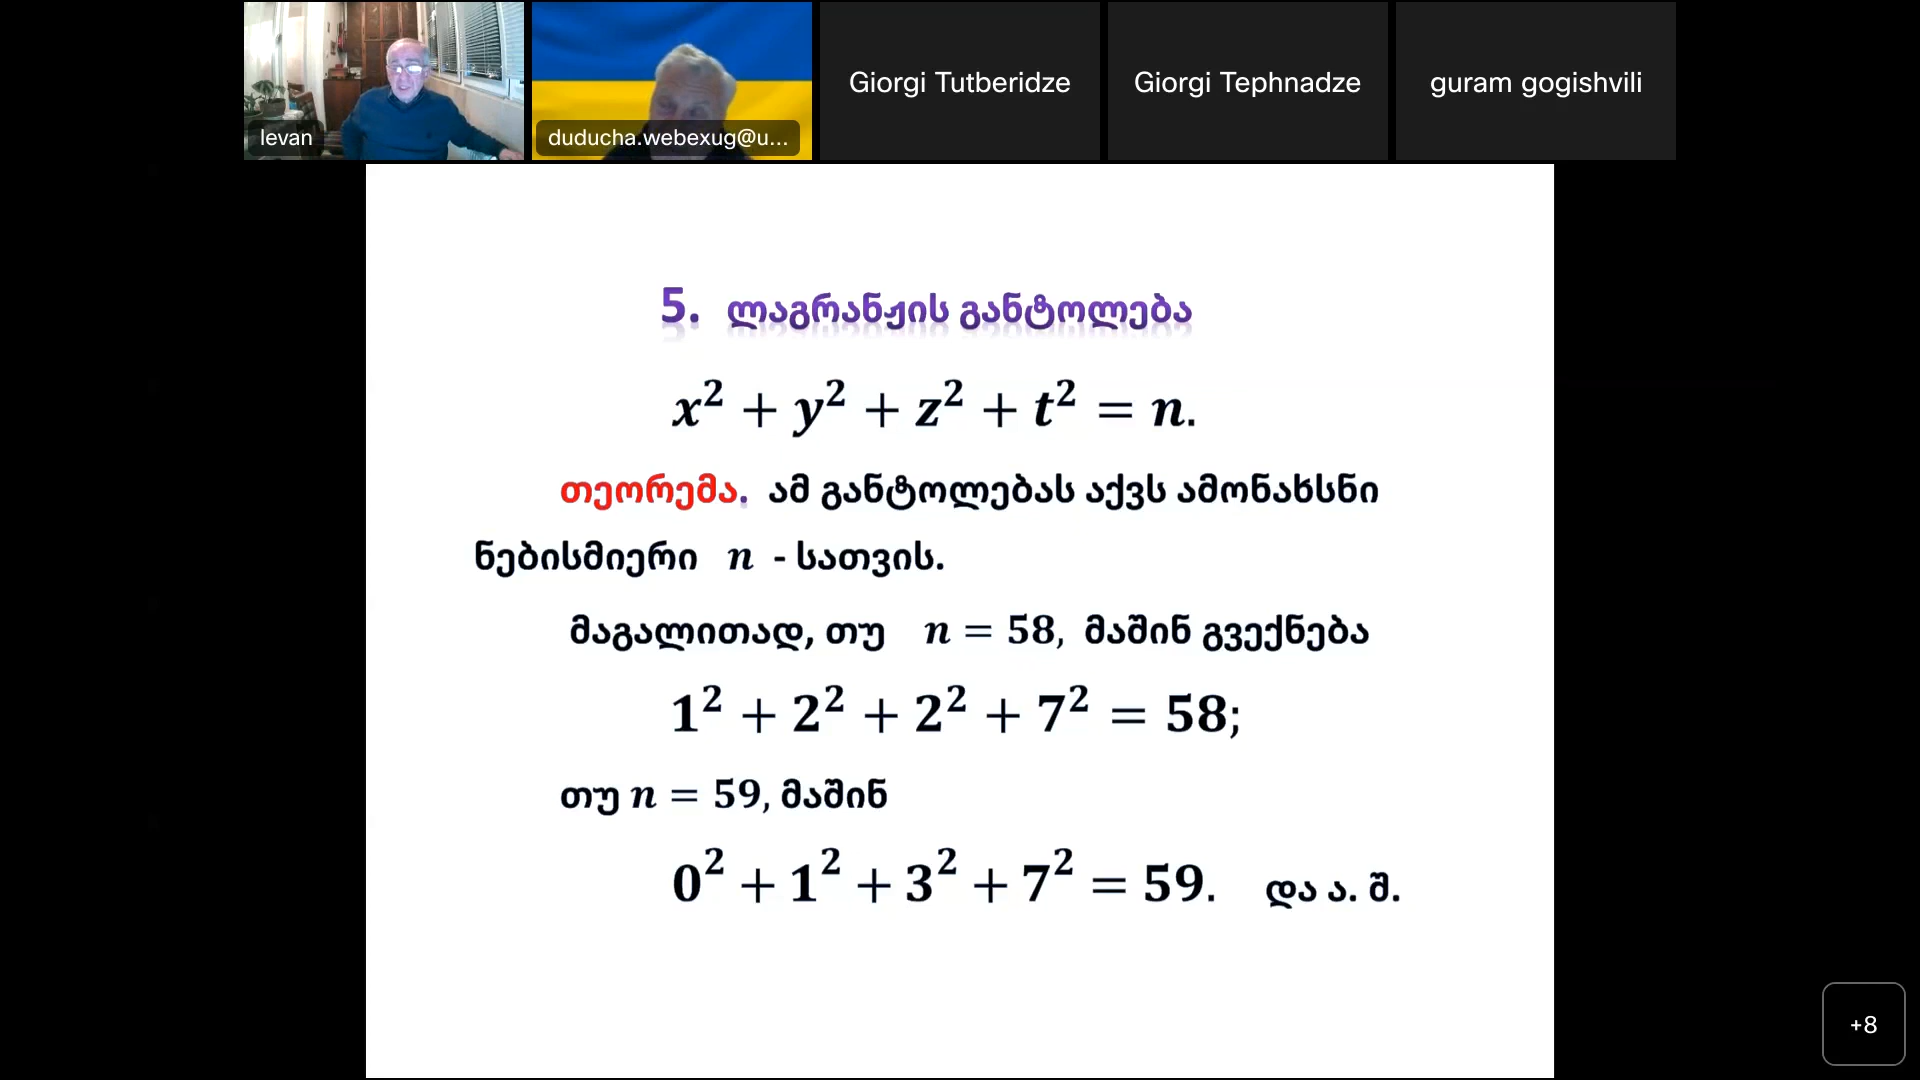 levan
duducha.webexug@u...
Giorgi Tutberidze
Giorgi Tephnadze
guram gogishvili
5. ლაგრანჟის განტოლება
x² + y² + z² + t² = n.
თეორემა. ამ განტოლებას აქვს ამონახსნი
ნებისმიერი n - სათვის.
მაგალითად, თუ n = 58, მაშინ გვექნება
1² + 2² + 2² + 7² = 58;
თუ n = 59, მაშინ
0² + 1² + 3² + 7² = 59. და ა. შ.
+8